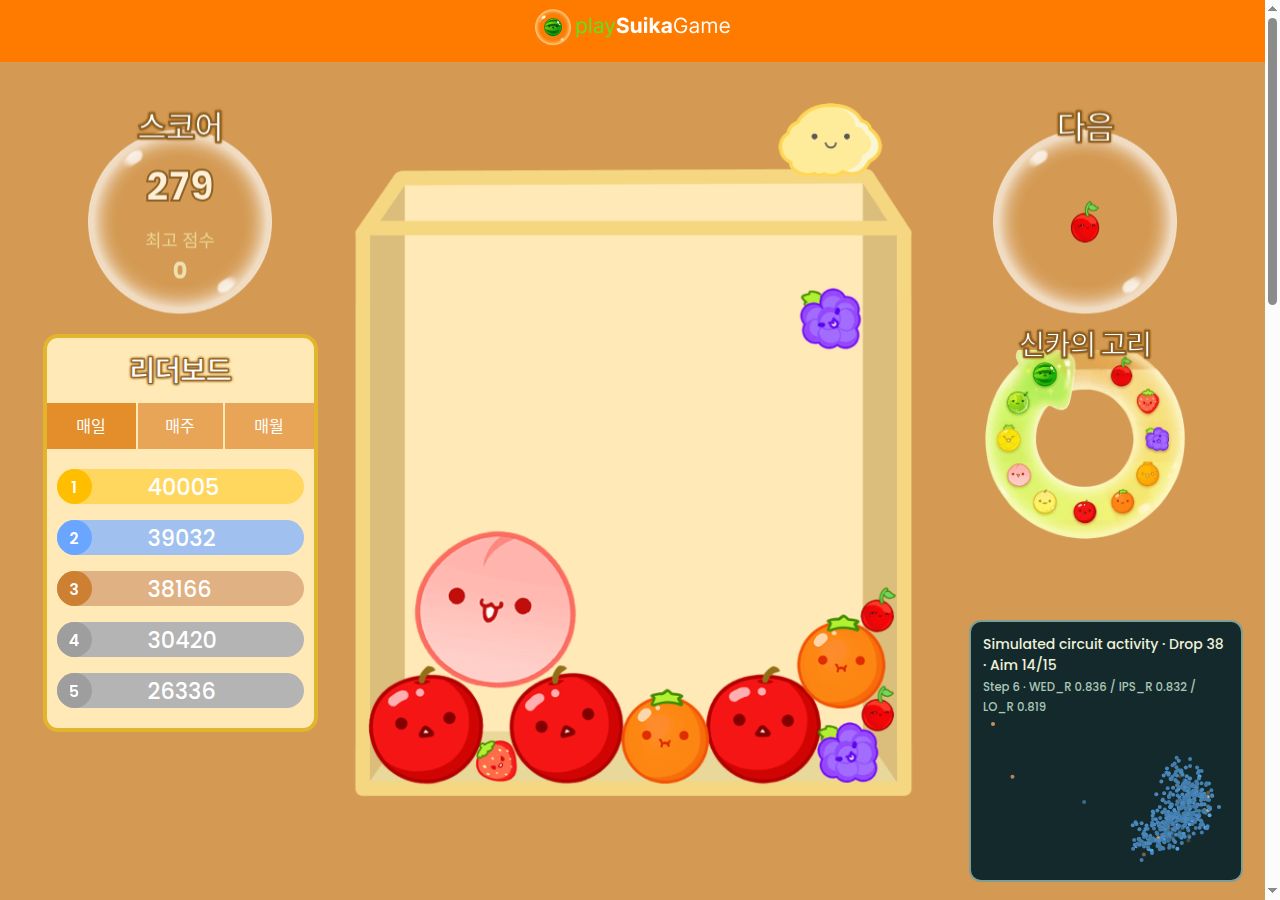 playSuikaGame
스코어
279
최고 점수
0
리더보드
매일 매주 매월
1 40005
2 39032
3 38166
4 30420
5 26336
다음
신카의 고리
Simulated circuit activity · Drop 38
· Aim 14/15
Step 6 · WED_R 0.836 / IPS_R 0.832 /
LO_R 0.819